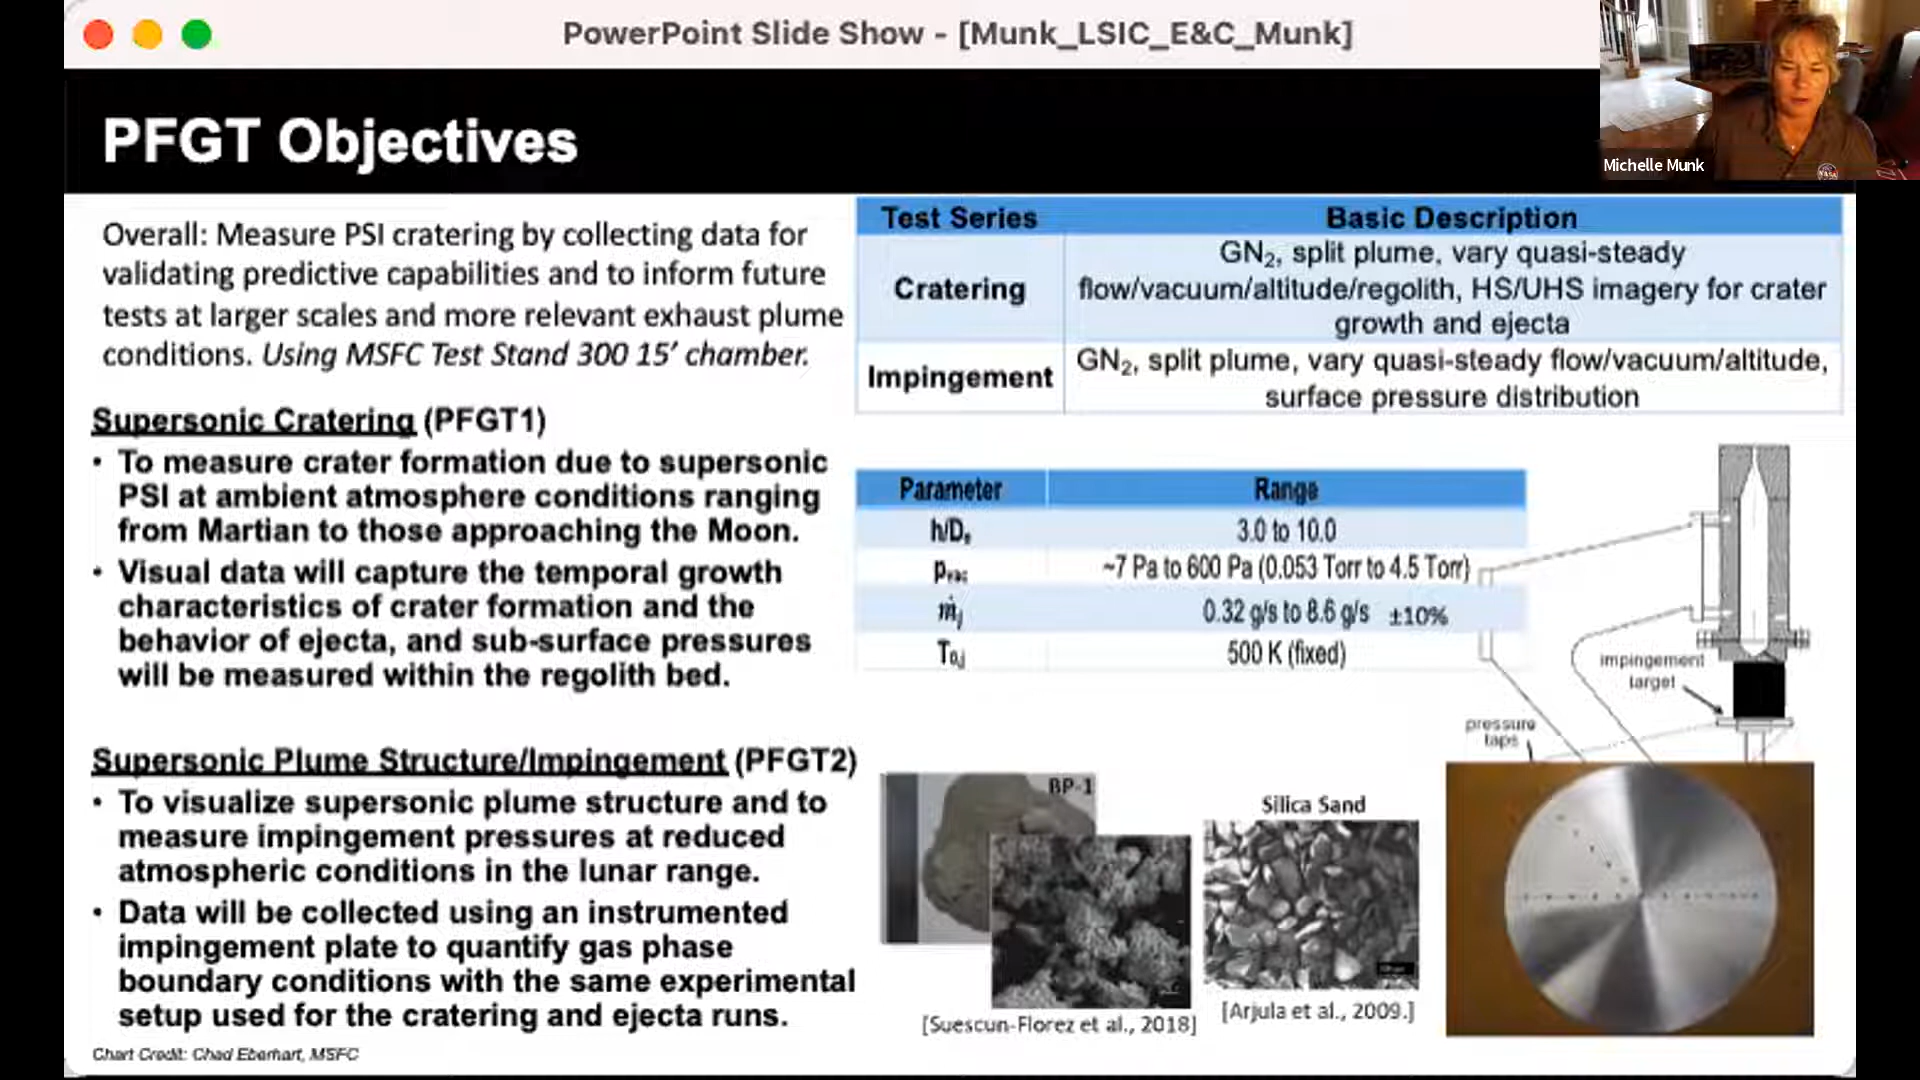 PowerPoint Slide Show - [Munk_LSIC_E&C_Munk]
Michelle Munk
PFGT Objectives
Overall: Measure PSI cratering by collecting data for
validating predictive capabilities and to inform future
tests at larger scales and more relevant exhaust plume
conditions. Using MSFC Test Stand 300 15’ chamber.
Supersonic Cratering (PFGT1)
• To measure crater formation due to supersonic
PSI at ambient atmosphere conditions ranging
from Martian to those approaching the Moon.
• Visual data will capture the temporal growth
characteristics of crater formation and the
behavior of ejecta, and sub-surface pressures
will be measured within the regolith bed.
Supersonic Plume Structure/Impingement (PFGT2)
• To visualize supersonic plume structure and to
measure impingement pressures at reduced
atmospheric conditions in the lunar range.
• Data will be collected using an instrumented
impingement plate to quantify gas phase
boundary conditions with the same experimental
setup used for the cratering and ejecta runs.
Chart Credit: Chad Eberhart, MSFC
Test Series Basic Description
Cratering
GN₂, split plume, vary quasi-steady
flow/vacuum/altitude/regolith, HS/UHS imagery for crater
growth and ejecta
Impingement
GN₂, split plume, vary quasi-steady flow/vacuum/altitude,
surface pressure distribution
Parameter Range
h/Dₑ 3.0 to 10.0
pvac ~7 Pa to 600 Pa (0.053 Torr to 4.5 Torr)
ṁj 0.32 g/s to 8.6 g/s ±10%
T0,j 500 K (fixed)
impingement
target
pressure
taps
BP-1
Silica Sand
[Suescun-Florez et al., 2018]
[Arjula et al., 2009.]
NASA